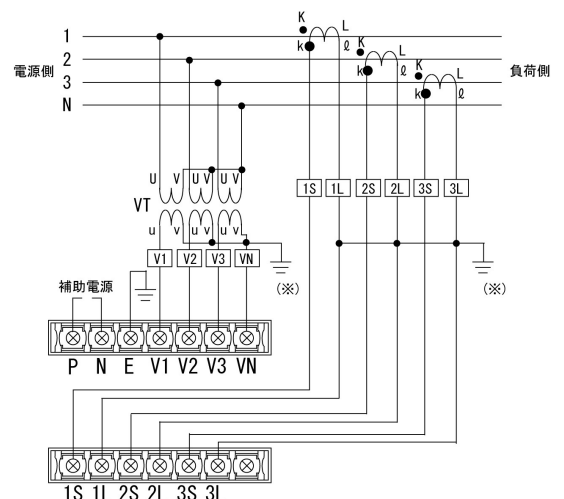 K L
1
k ℓ
K L
2
電源側
k ℓ
K L
負荷側
3
k ℓ
N
U V U V U V
1S 1L 2S 2L 3S 3L
VT
u v u v u v
V1 V2 V3 VN
補助電源
(※) (※)
P N E V1 V2 V3 VN
1S 1L 2S 2L 3S 3L